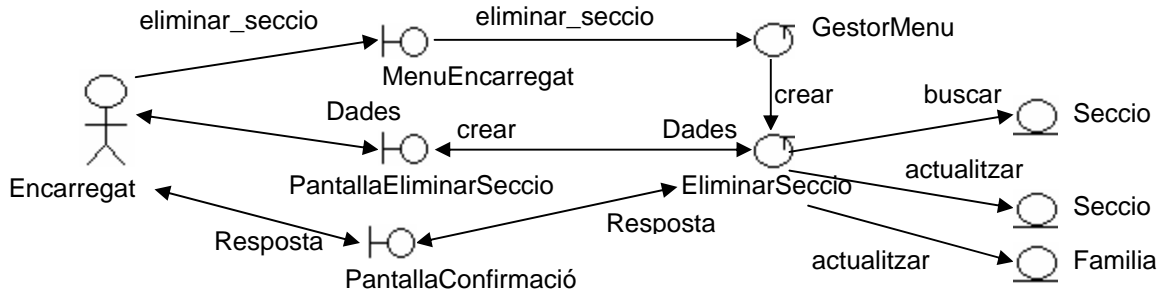 eliminar_seccio
eliminar_seccio
GestorMenu
MenuEncarregat
crear
buscar
Seccio
Dades
crear
Dades
Encarregat
PantallaEliminarSeccio
EliminarSeccio
actualitzar
Seccio
Resposta
Resposta
PantallaConfirmació
actualitzar
Familia